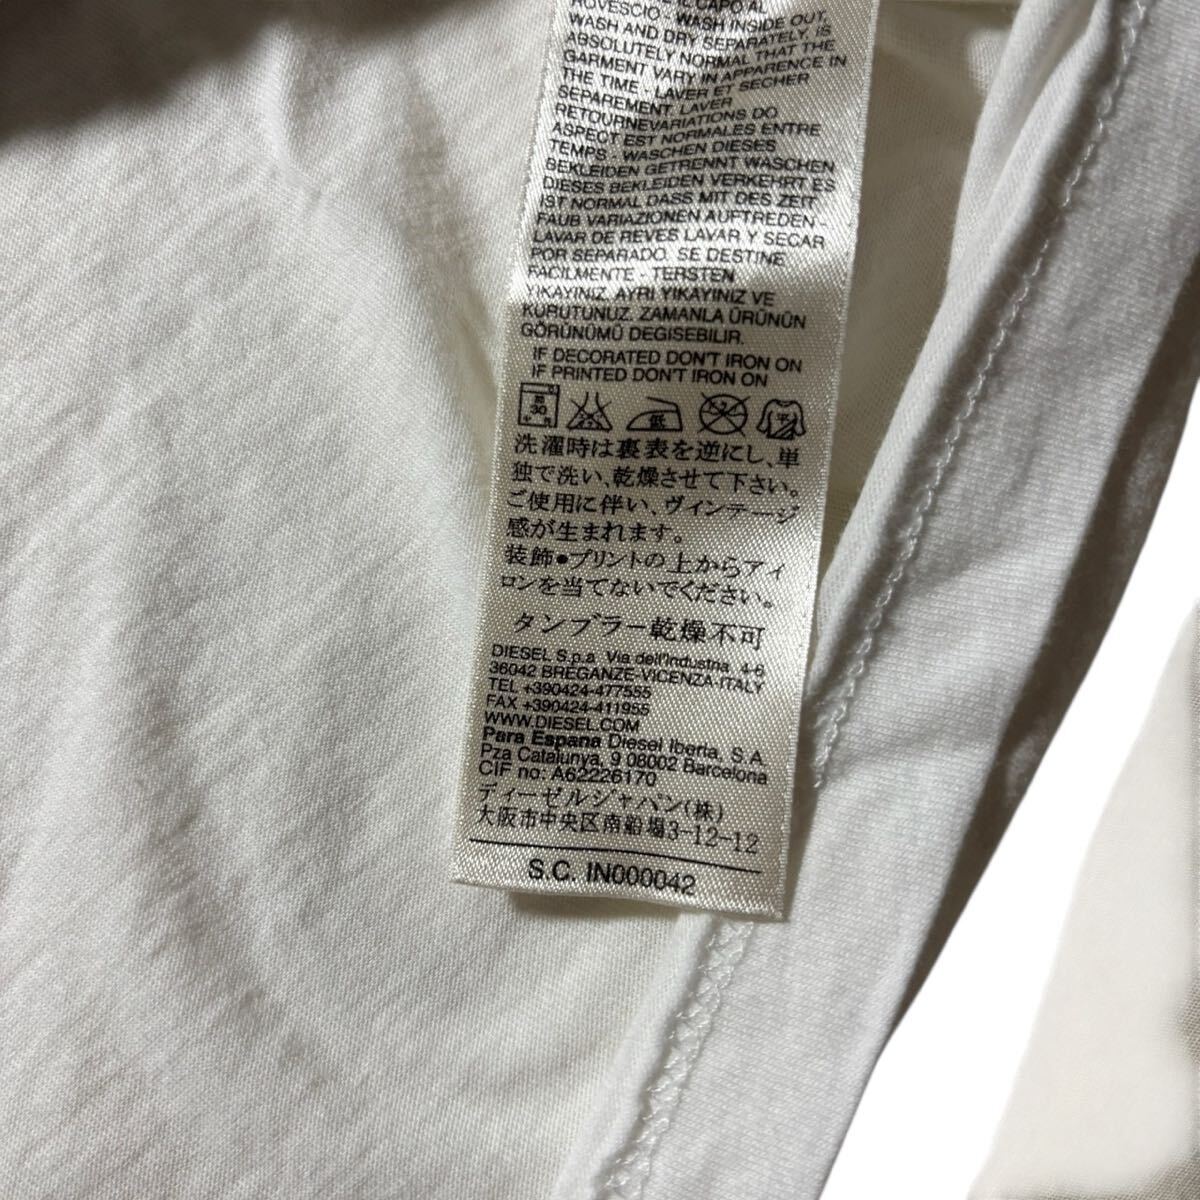 IL CAPO AL
ROVESCIO - WASH INSIDE OUT,
WASH AND DRY SEPARATELY, IS
ABSOLUTELY NORMAL THAT THE
GARMENT VARY IN APPARENCE IN
THE TIME - LAVER ET SECHER
SEPAREMENT. LAVER
RETOURNEVARIATIONS DO
ASPECT EST NORMALES ENTRE
TEMPS - WASCHEN DIESES
BEKLEIDEN GETRENNT WASCHEN
DIESES BEKLEIDEN VERKEHRT ES
IST NORMAL DASS MIT DES ZEIT
FAUB VARIAZIONEN AUFTREDEN -
LAVAR DE REVES LAVAR Y SECAR
POR SEPARADO. SE DESTINE
FACILMENTE - TERSTEN
YIKAYINIZ. AYRI YIKAYINIZ VE
KURUTUNUZ. ZAMANLA ÜRÜNÜN
GÖRÜNÜMÜ DEGISEBILIR.
IF DECORATED DON'T IRON ON
IF PRINTED DON'T IRON ON
30 低 平
洗濯時は裏表を逆にし、単
独で洗い、乾燥させて下さい。
ご使用に伴い、ヴィンテージ
感が生まれます。
装飾●プリントの上からアイ
ロンを当てないでください。
タンブラー乾燥不可
DIESEL S.p.a Via dell'Industria, 4-6
36042 BREGANZE-VICENZA-ITALY
TEL +390424-477555
FAX +390424-411955
WWW.DIESEL.COM
Para Espana Diesel Iberta, S.A.
Pza Catalunya, 9 08002 Barcelona
CIF no: A62226170
ディーゼルジャパン(株)
大阪市中央区南船場3-12-12
S.C. IN000042